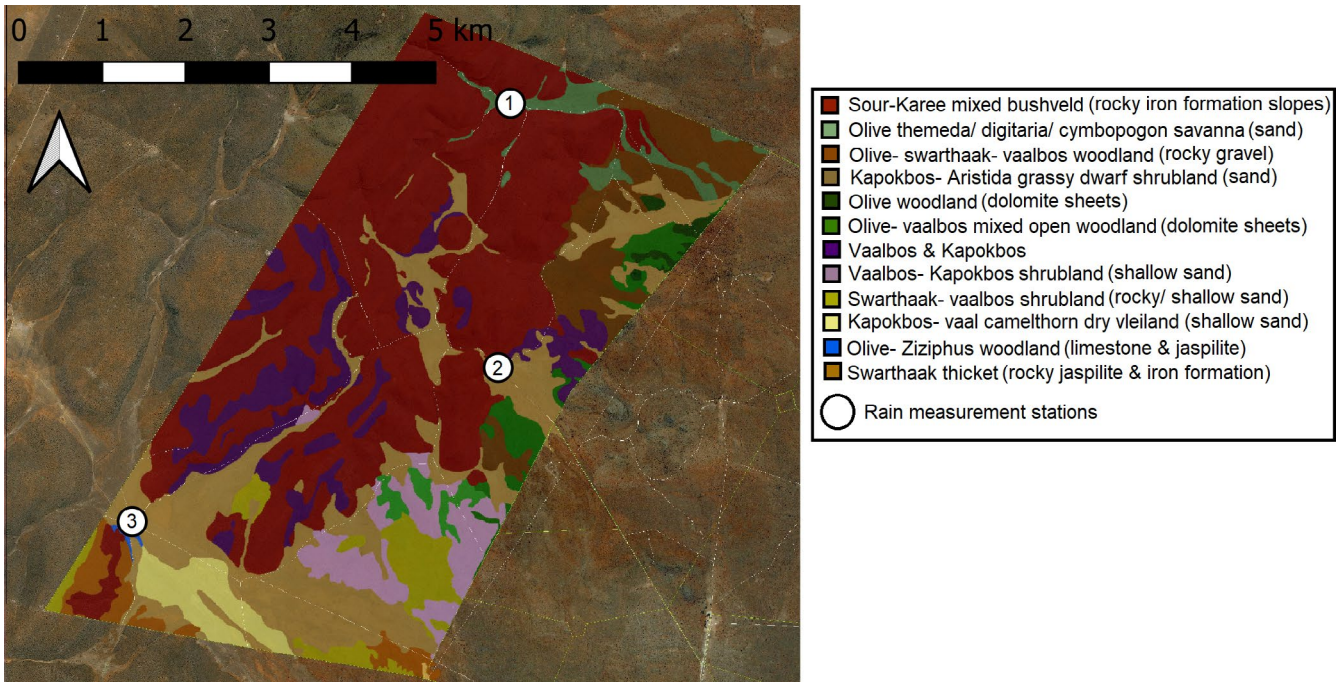 0 1 2 3 4 5 km
1
2
3
Sour-Karee mixed bushveld (rocky iron formation slopes)
Olive themeda/ digitaria/ cymbopogon savanna (sand)
Olive- swarthaak- vaalbos woodland (rocky gravel)
Kapokbos- Aristida grassy dwarf shrubland (sand)
Olive woodland (dolomite sheets)
Olive- vaalbos mixed open woodland (dolomite sheets)
Vaalbos & Kapokbos
Vaalbos- Kapokbos shrubland (shallow sand)
Swarthaak- vaalbos shrubland (rocky/ shallow sand)
Kapokbos- vaal camelthorn dry vleiland (shallow sand)
Olive- Ziziphus woodland (limestone & jaspilite)
Swarthaak thicket (rocky jaspilite & iron formation)
Rain measurement stations